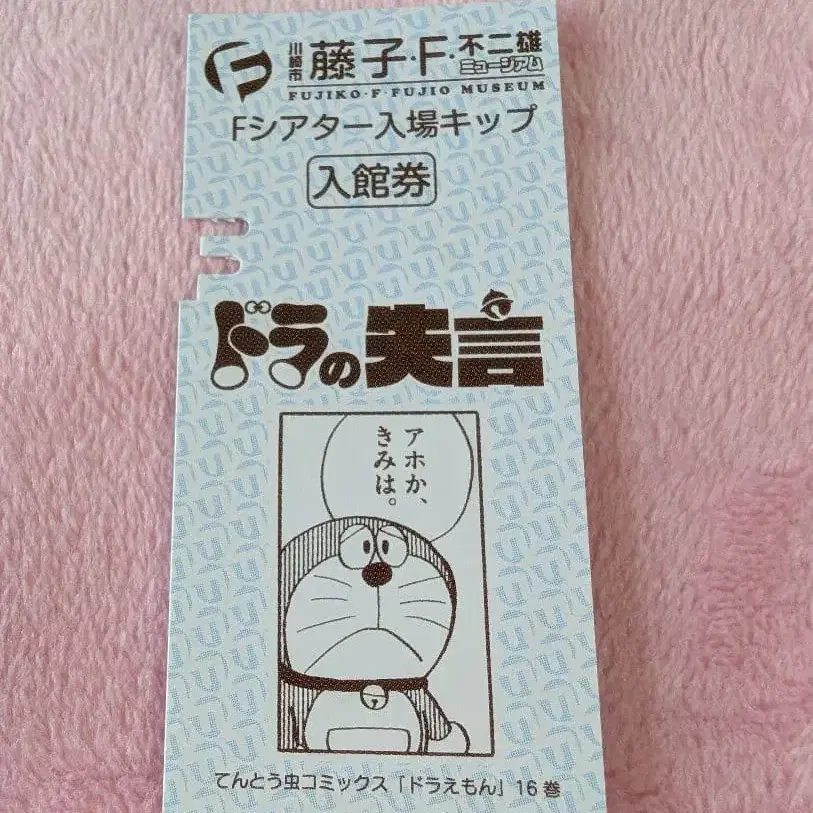 川崎市
藤子・F・不二雄
ミュージアム
FUJIKO・F・FUJIO MUSEUM
Fシアター入場キップ
入館券
ドラの失言
アホか、
きみは。
てんとう虫コミックス「ドラえもん」16巻